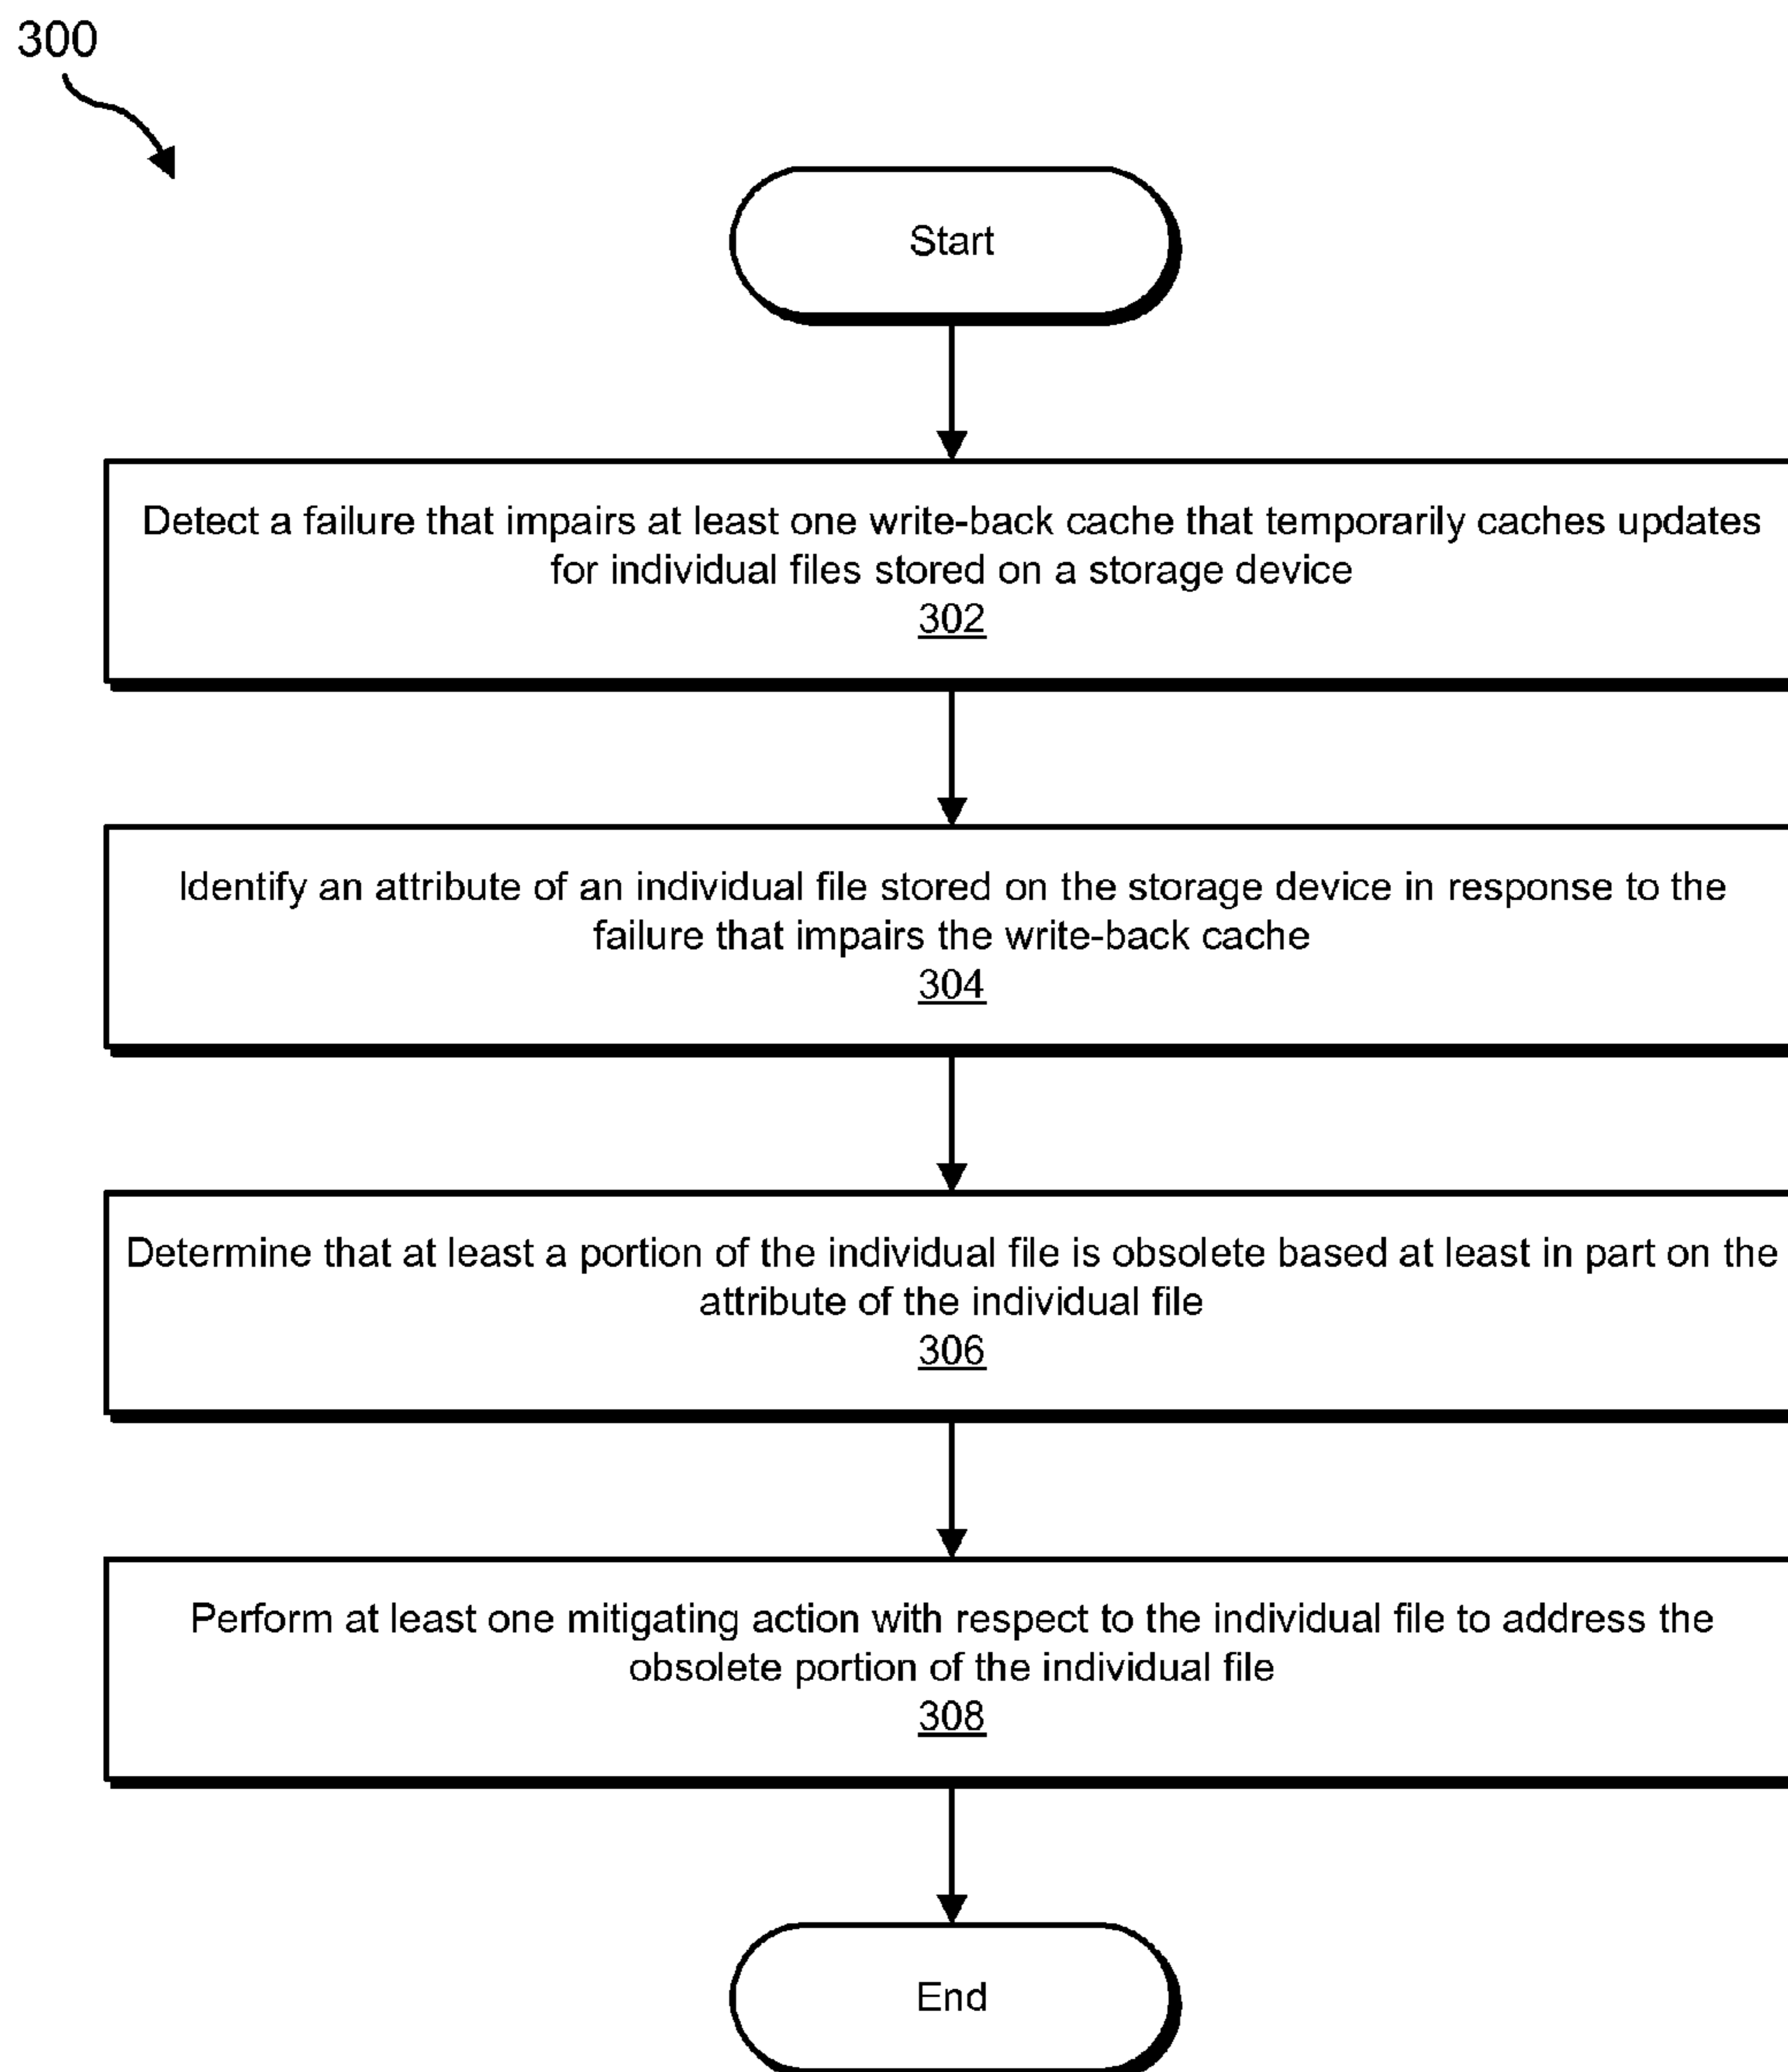 300
Start
Detect a failure that impairs at least one write-back cache that temporarily caches updates
for individual files stored on a storage device
302
Identify an attribute of an individual file stored on the storage device in response to the
failure that impairs the write-back cache
304
Determine that at least a portion of the individual file is obsolete based at least in part on the
attribute of the individual file
306
Perform at least one mitigating action with respect to the individual file to address the
obsolete portion of the individual file
308
End